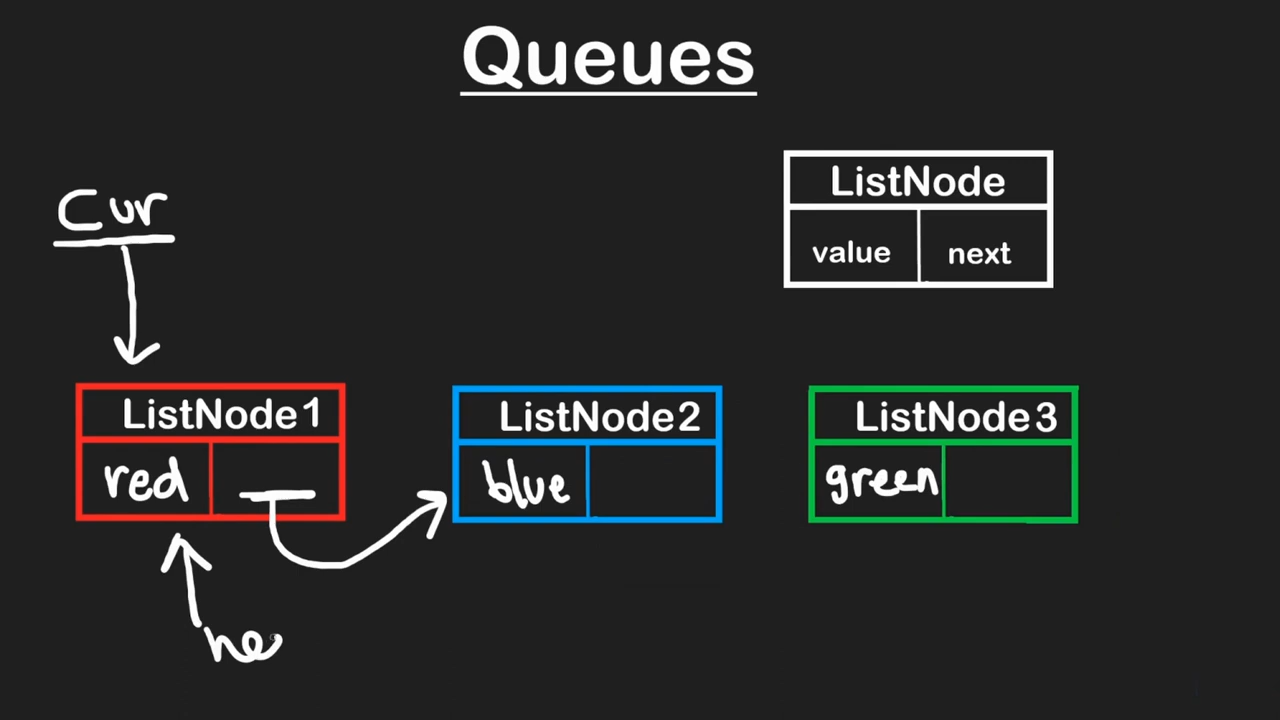 Queues
ListNode
value next
Cur
ListNode1
red
ListNode2
blue
ListNode3
green
he